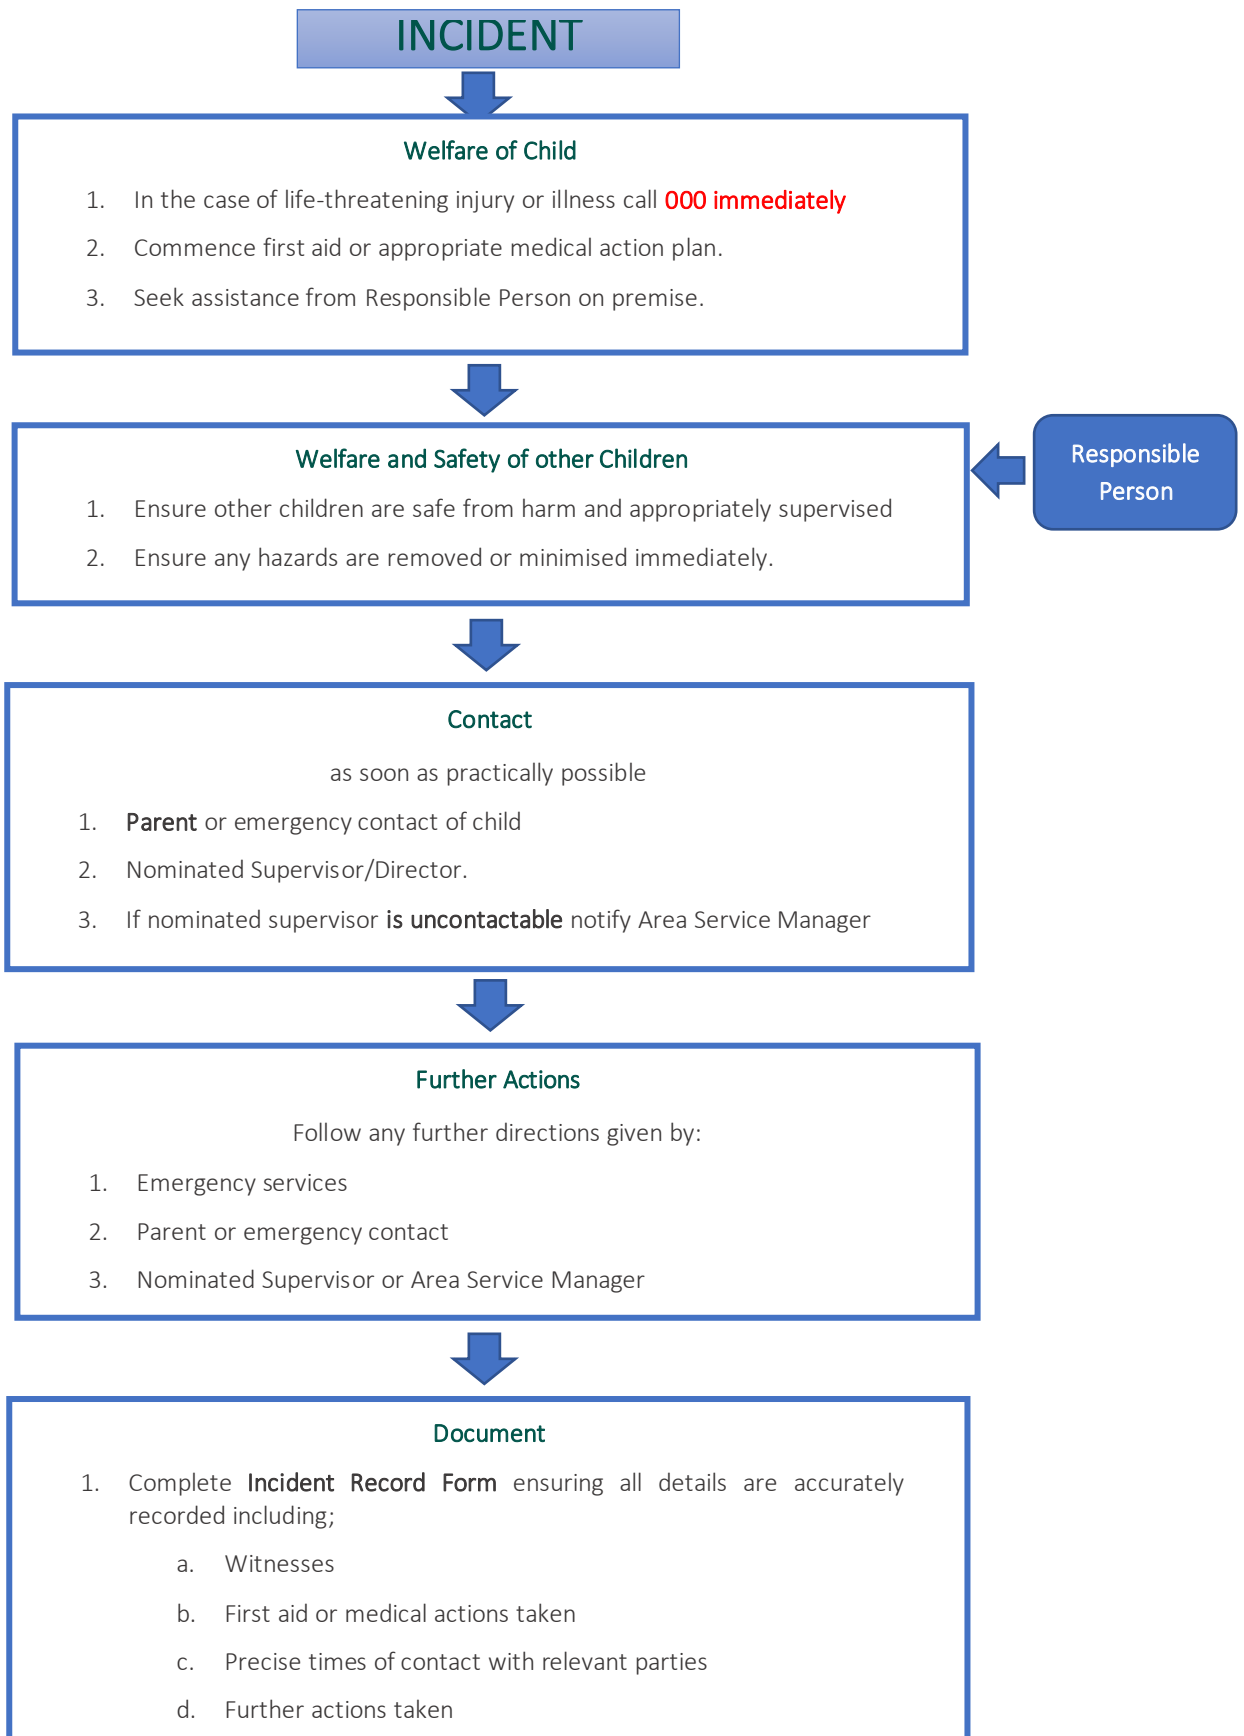 INCIDENT
Welfare of Child
1. In the case of life-threatening injury or illness call 000 immediately
2. Commence first aid or appropriate medical action plan.
3. Seek assistance from Responsible Person on premise.
Welfare and Safety of other Children
1. Ensure other children are safe from harm and appropriately supervised
2. Ensure any hazards are removed or minimised immediately.
Responsible
Person
Contact
as soon as practically possible
1. Parent or emergency contact of child
2. Nominated Supervisor/Director.
3. If nominated supervisor is uncontactable notify Area Service Manager
Further Actions
Follow any further directions given by:
1. Emergency services
2. Parent or emergency contact
3. Nominated Supervisor or Area Service Manager
Document
1. Complete Incident Record Form ensuring all details are accurately
recorded including;
a. Witnesses
b. First aid or medical actions taken
c. Precise times of contact with relevant parties
d. Further actions taken